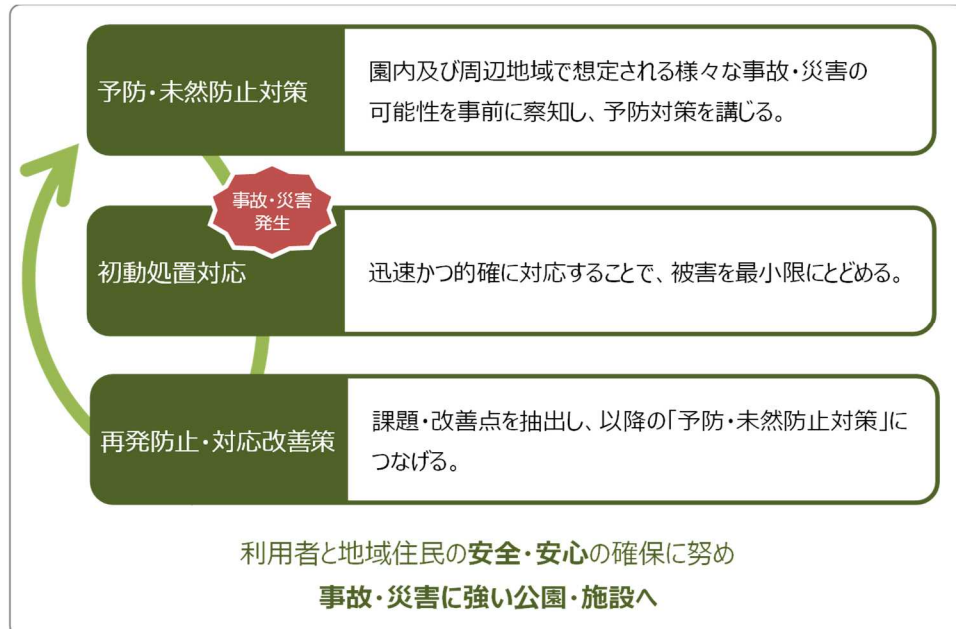 予防・未然防止対策
園内及び周辺地域で想定される様々な事故・災害の
可能性を事前に察知し、予防対策を講じる。
事故・災害
発生
初動処置対応
迅速かつ的確に対応することで、被害を最小限にとどめる。
再発防止・対応改善策
課題・改善点を抽出し、以降の「予防・未然防止対策」に
つなげる。
利用者と地域住民の安全・安心の確保に努め
事故・災害に強い公園・施設へ